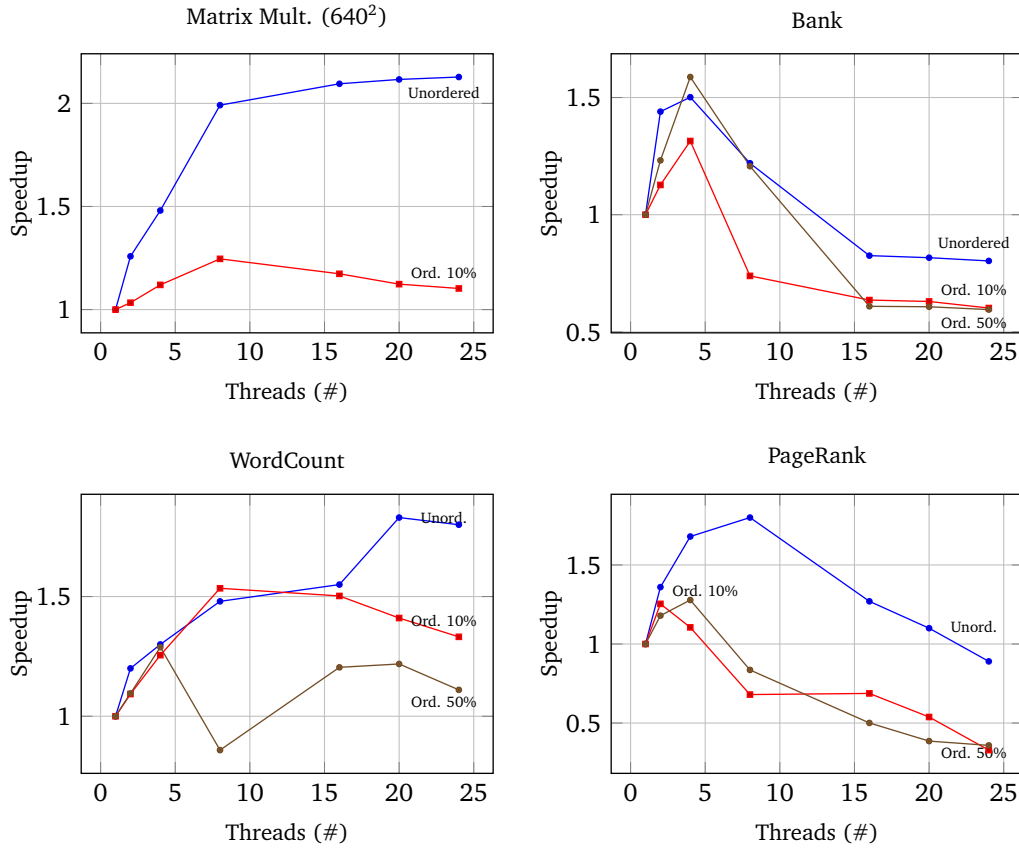 Matrix Mult. (640²)
2
1.5
1
Speedup
Unordered
Ord. 10%
0 5 10 15 20 25
Threads (#)
Bank
1.5
1
0.5
Speedup
Unordered
Ord. 10%
Ord. 50%
0 5 10 15 20 25
Threads (#)
WordCount
1.5
1
Speedup
Unord.
Ord. 10%
Ord. 50%
0 5 10 15 20 25
Threads (#)
PageRank
1.5
1
0.5
Speedup
Ord. 10%
Unord.
Ord. 50%
0 5 10 15 20 25
Threads (#)